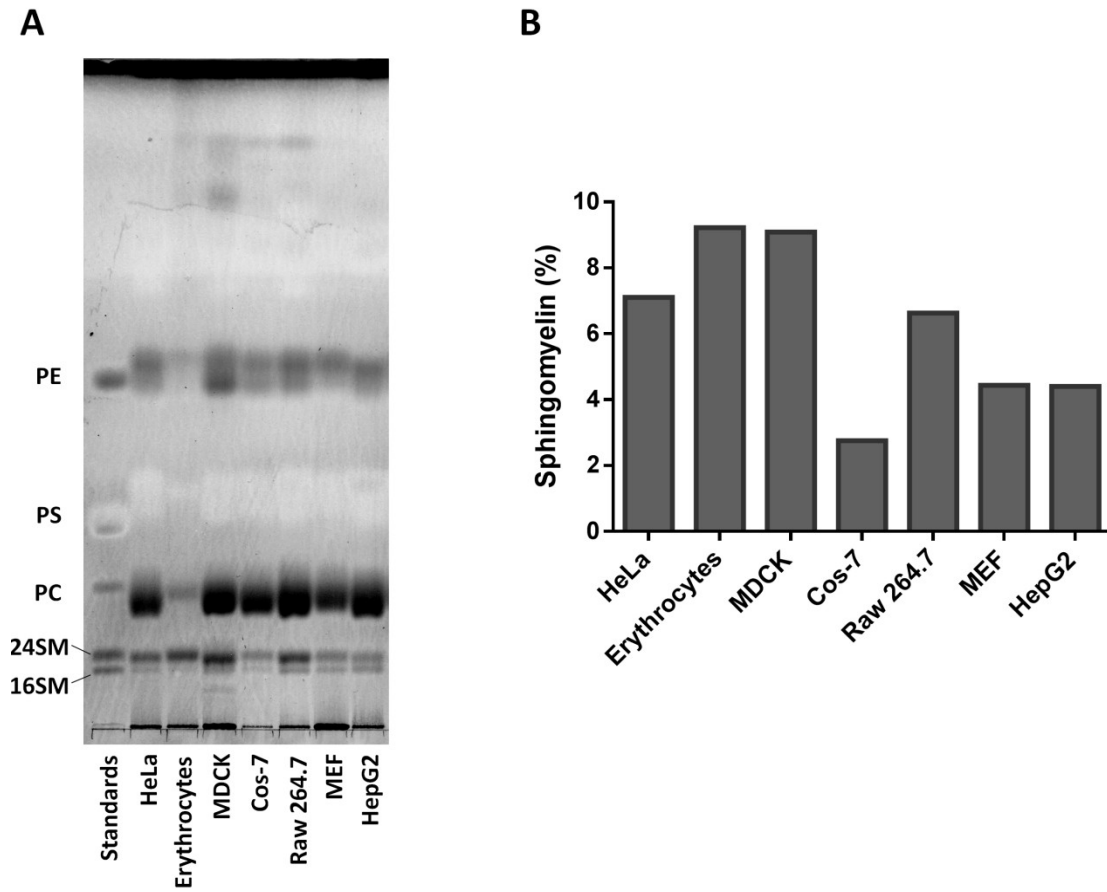 A
PE
PS
PC
24SM
16SM
Standards
HeLa
Erythrocytes
MDCK
Cos-7
Raw 264.7
MEF
HepG2
B
Sphingomyelin (%)
10
8
6
4
2
0
HeLa
Erythrocytes
MDCK
Cos-7
Raw 264.7
MEF
HepG2